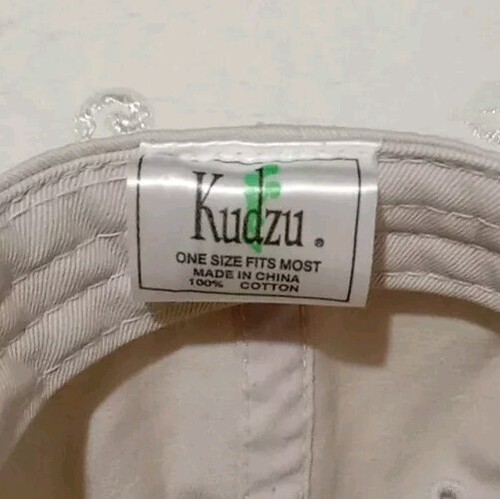 Kudzu.
ONE SIZE FITS MOST
MADE IN CHINA
100% COTTON